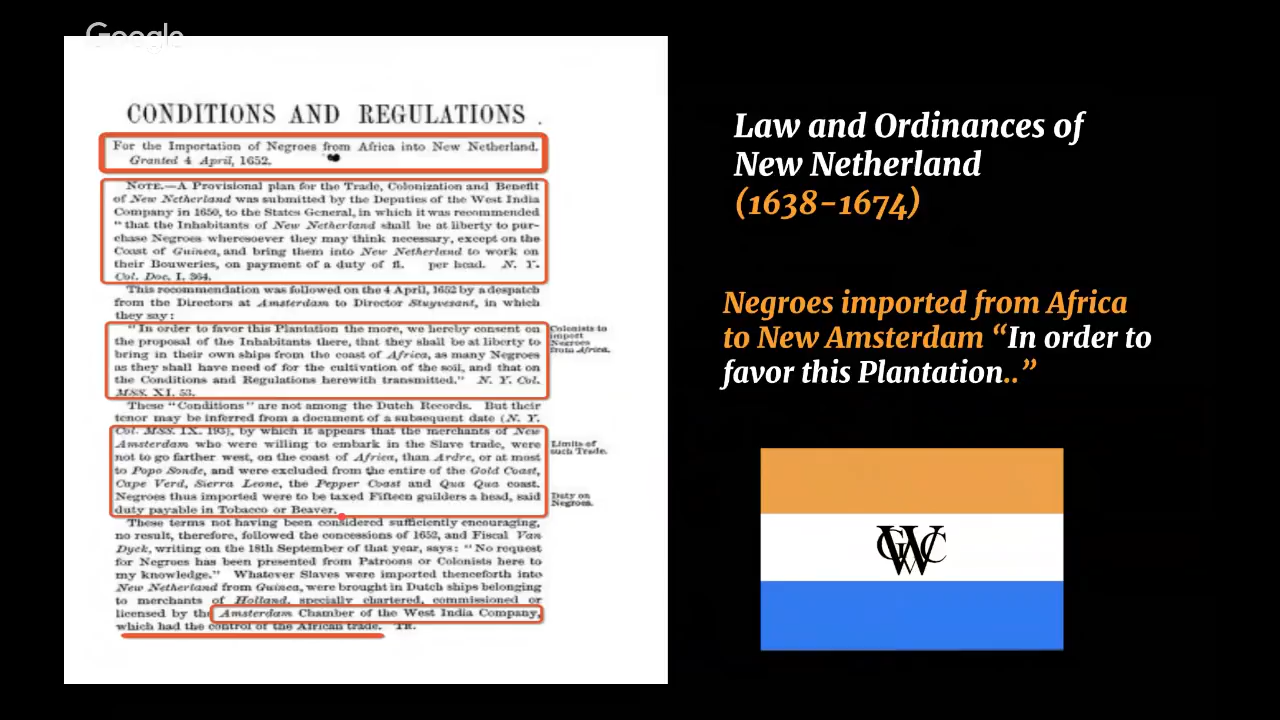 Google
CONDITIONS AND REGULATIONS.
For the Importation of Negroes from Africa into New Netherland.
Granted 4 April, 1652.
NOTE.—A Provisional plan for the Trade, Colonization and Benefit
of New Netherland was submitted by the Deputies of the West India
Company in 1650, to the States General, in which it was recommended
"that the Inhabitants of New Netherland shall be at liberty to pur-
chase Negroes wheresoever they may think necessary, except on the
Coast of Guinea, and bring them into New Netherland to work on
their Bouweries, on payment of a duty of fl. per head. N. Y.
Col. Doc. I. 364.
This recommendation was followed on the 4 April, 1652 by a despatch
from the Directors at Amsterdam to Director Stuyvesant, in which
they say:
"In order to favor this Plantation the more, we hereby consent on
the proposal of the Inhabitants there, that they shall be at liberty to
bring in their own ships from the coast of Africa, as many Negroes
as they shall have need of for the cultivation of the soil, and that on
the Conditions and Regulations herewith transmitted." N. Y. Col.
MSS. XI. 53.
Colonists to
import
Negroes
from Africa.
These "Conditions" are not among the Dutch Records. But their
tenor may be inferred from a document of a subsequent date (N. Y.
Col. MSS. IX. 195), by which it appears that the merchants of New
Amsterdam who were willing to embark in the Slave trade, were
not to go farther west, on the coast of Africa, than Ardre, or at most
to Popo Sonde, and were excluded from the entire of the Gold Coast,
Cape Verd, Sierra Leone, the Pepper Coast and Qua Qua coast.
Negroes thus imported were to be taxed Fifteen guilders a head, said
duty payable in Tobacco or Beaver.
Limits of
such Trade.
Duty on
Negroes.
These terms not having been considered sufficiently encouraging,
no result, therefore, followed the concessions of 1652, and Fiscal Van
Dyck, writing on the 18th September of that year, says: "No request
for Negroes has been presented from Patroons or Colonists here to
my knowledge." Whatever Slaves were imported thenceforth into
New Netherland from Guinea, were brought in Dutch ships belonging
to merchants of Holland, specially chartered, commissioned or
licensed by the Amsterdam Chamber of the West India Company,
which had the control of the African trade. TR.
Law and Ordinances of
New Netherland
(1638-1674)
Negroes imported from Africa
to New Amsterdam “In order to
favor this Plantation..”
GWC